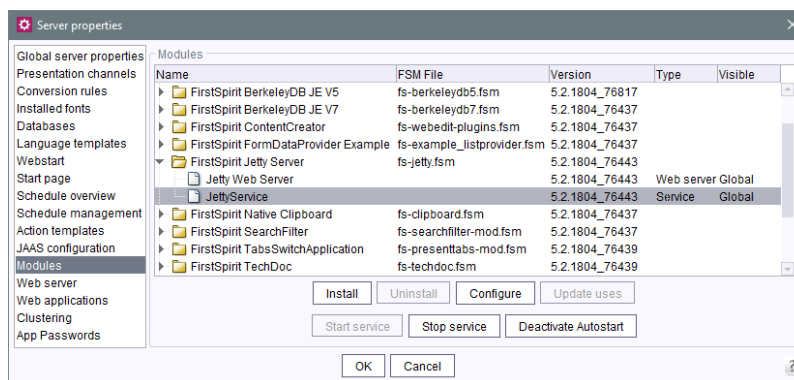 Server properties
Global server properties
Presentation channels
Conversion rules
Installed fonts
Databases
Language templates
Webstart
Start page
Schedule overview
Schedule management
Action templates
JAAS configuration
Modules
Web server
Web applications
Clustering
App Passwords
Modules
Name FSM File Version Type Visible
FirstSpirit BerkeleyDB JE V5 fs-berkeleydb5.fsm 5.2.1804_76817
FirstSpirit BerkeleyDB JE V7 fs-berkeleydb7.fsm 5.2.1804_76437
FirstSpirit ContentCreator fs-webedit-plugins.fsm 5.2.1804_76437
FirstSpirit FormDataProvider Example fs-example_listprovider.fsm 5.2.1804_76437
FirstSpirit Jetty Server fs-jetty.fsm 5.2.1804_76443
Jetty Web Server 5.2.1804_76443 Web server Global
JettyService 5.2.1804_76443 Service Global
FirstSpirit Native Clipboard fs-clipboard.fsm 5.2.1804_76437
FirstSpirit SearchFilter fs-searchfilter-mod.fsm 5.2.1804_76437
FirstSpirit TabsSwitchApplication fs-presenttabs-mod.fsm 5.2.1804_76439
FirstSpirit TechDoc fs-techdoc.fsm 5.2.1804_76439
Install Uninstall Configure Update uses
Start service Stop service Deactivate Autostart
OK Cancel